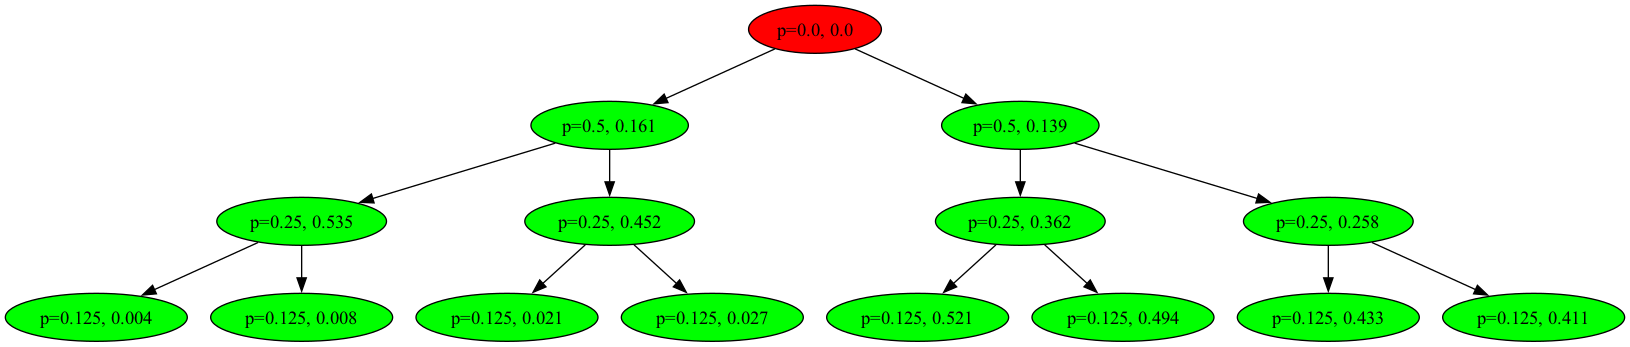 p=0.0, 0.0
p=0.5, 0.161
p=0.5, 0.139
p=0.25, 0.535
p=0.25, 0.452
p=0.25, 0.362
p=0.25, 0.258
p=0.125, 0.004
p=0.125, 0.008
p=0.125, 0.021
p=0.125, 0.027
p=0.125, 0.521
p=0.125, 0.494
p=0.125, 0.433
p=0.125, 0.411